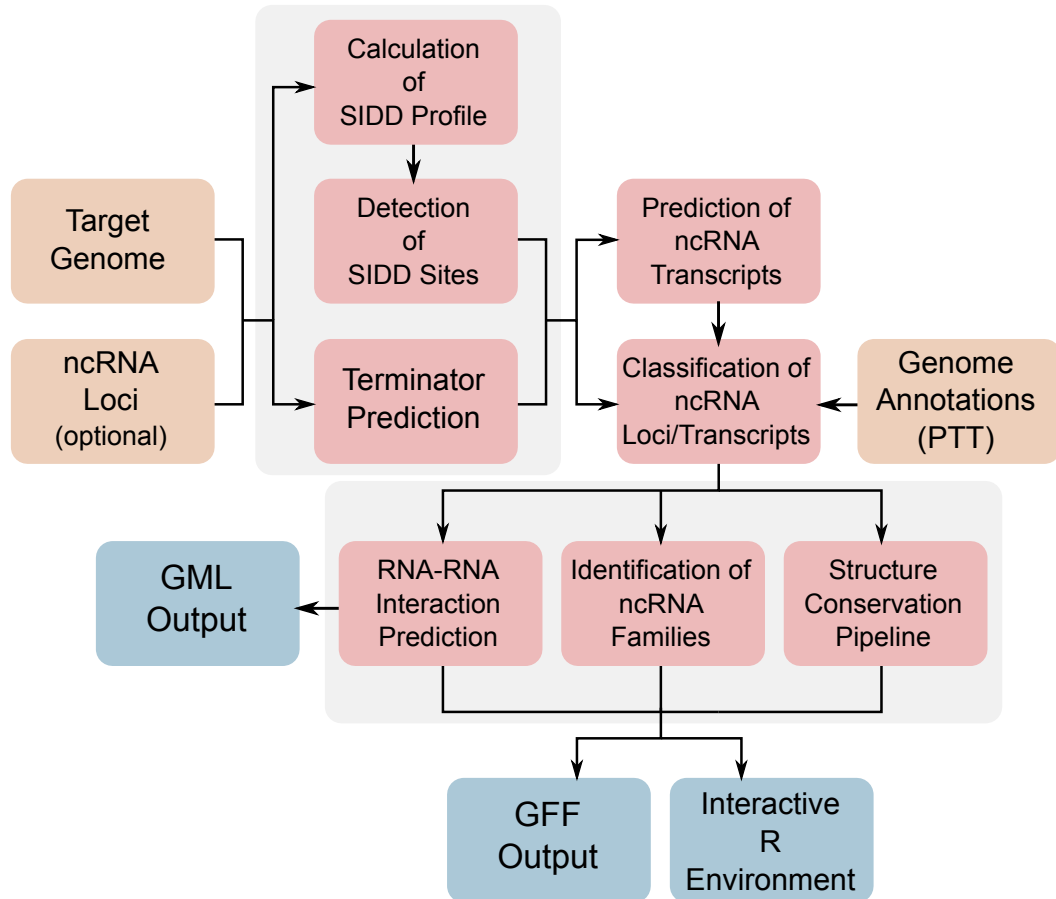 Calculation
of
SIDD Profile
Target
Genome
Detection
of
SIDD Sites
Prediction of
ncRNA
Transcripts
ncRNA
Loci
(optional)
Terminator
Prediction
Classification of
ncRNA
Loci/Transcripts
Genome
Annotations
(PTT)
GML
Output
RNA-RNA
Interaction
Prediction
Identification of
ncRNA
Families
Structure
Conservation
Pipeline
GFF
Output
Interactive
R
Environment